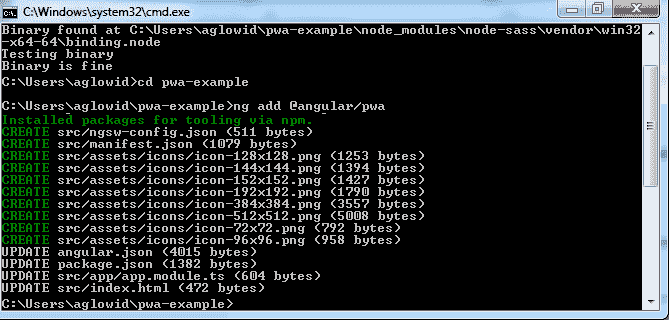 C:\Windows\system32\cmd.exe
Binary found at C:\Users\aglowid\pwa-example\node_modules\node-sass\vendor\win32
-x64-64\binding.node
Testing binary
Binary is fine
C:\Users\aglowid>cd pwa-example
C:\Users\aglowid\pwa-example>ng add @angular/pwa
Installed packages for tooling via npm.
CREATE src/ngsw-config.json (511 bytes)
CREATE src/manifest.json (1079 bytes)
CREATE src/assets/icons/icon-128x128.png (1253 bytes)
CREATE src/assets/icons/icon-144x144.png (1394 bytes)
CREATE src/assets/icons/icon-152x152.png (1427 bytes)
CREATE src/assets/icons/icon-192x192.png (1790 bytes)
CREATE src/assets/icons/icon-384x384.png (3557 bytes)
CREATE src/assets/icons/icon-512x512.png (5008 bytes)
CREATE src/assets/icons/icon-72x72.png (792 bytes)
CREATE src/assets/icons/icon-96x96.png (958 bytes)
UPDATE angular.json (4015 bytes)
UPDATE package.json (1382 bytes)
UPDATE src/app/app.module.ts (604 bytes)
UPDATE src/index.html (472 bytes)
C:\Users\aglowid\pwa-example>